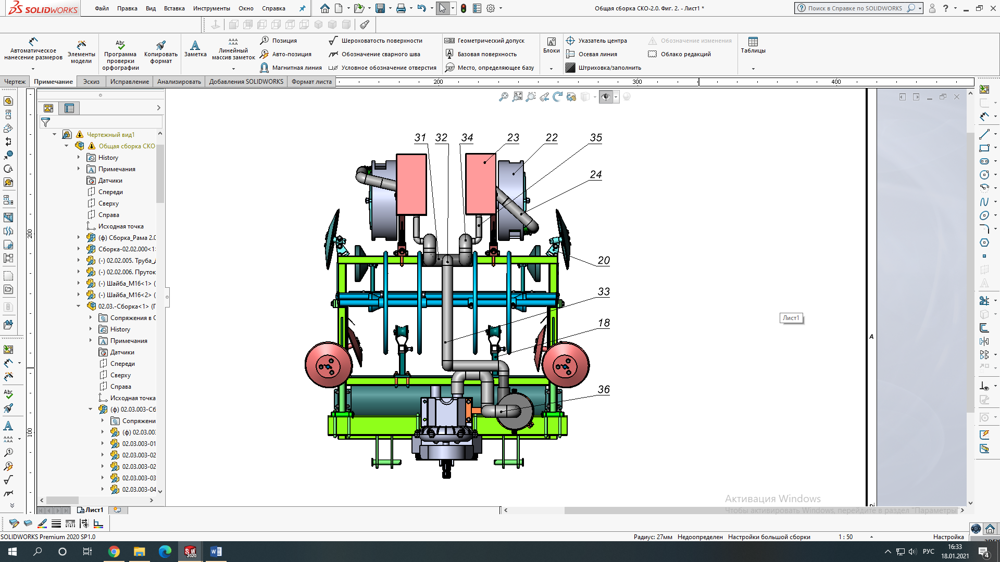 SOLIDWORKS
Файл Правка Вид Вставка Инструменты Окно Справка
Общая сборка СКО-2.0. Фиг. 2. - Лист1 *
Поиск в Справке по SOLIDWORKS
Автоматическое нанесение размеров
Элементы модели
Программа проверки орфографии
Копировать формат
Заметка
Линейный массив заметок
Позиция
Авто-позиция
Магнитная линия
Шероховатость поверхности
Обозначение сварного шва
Условное обозначение отверстия
Геометрический допуск
Базовая поверхность
Место, определяющее базу
Блоки
Указатель центра
Осевая линия
Штриховка/заполнить
Обозначение изменения
Облако редакций
Таблицы
Чертеж Примечание Эскиз Исправление Анализировать Добавления SOLIDWORKS Формат листа
200 300 400
Чертежный вид1
Общая сборка СКО
History
Примечания
Датчики
Спереди
Сверху
Справа
Исходная точка
(ф) Сборка_Рама 2.0
Сборка-02.02.000<1>
(-) 02.02.005. Труба_Д
(-) 02.02.006. Пруток
(-) Шайба_М16<1> (
(-) Шайба_М16<2> (
02.03.-Сборка<1> (П
Сопряжения в С
History
Примечания
Датчики
Спереди
Сверху
Справа
Исходная точка
(ф) 02.03.003-Сб
Сопряжени
(ф) 02.03.003
02.03.003-01
02.03.003-02
02.03.003-02
02.03.003-03
02.03.003-04
200
100
31 32 34 23 22 35
24
20
33
18
36
Лист1
A
Активация Windows
Чтобы активировать Windows, перейдите в раздел "Параметры
Лист1
SOLIDWORKS Premium 2020 SP1.0
Радиус: 27мм Недоопределен Настройки большой сборки 1 : 50 Настройка
РУС
16:33
18.01.2021
4